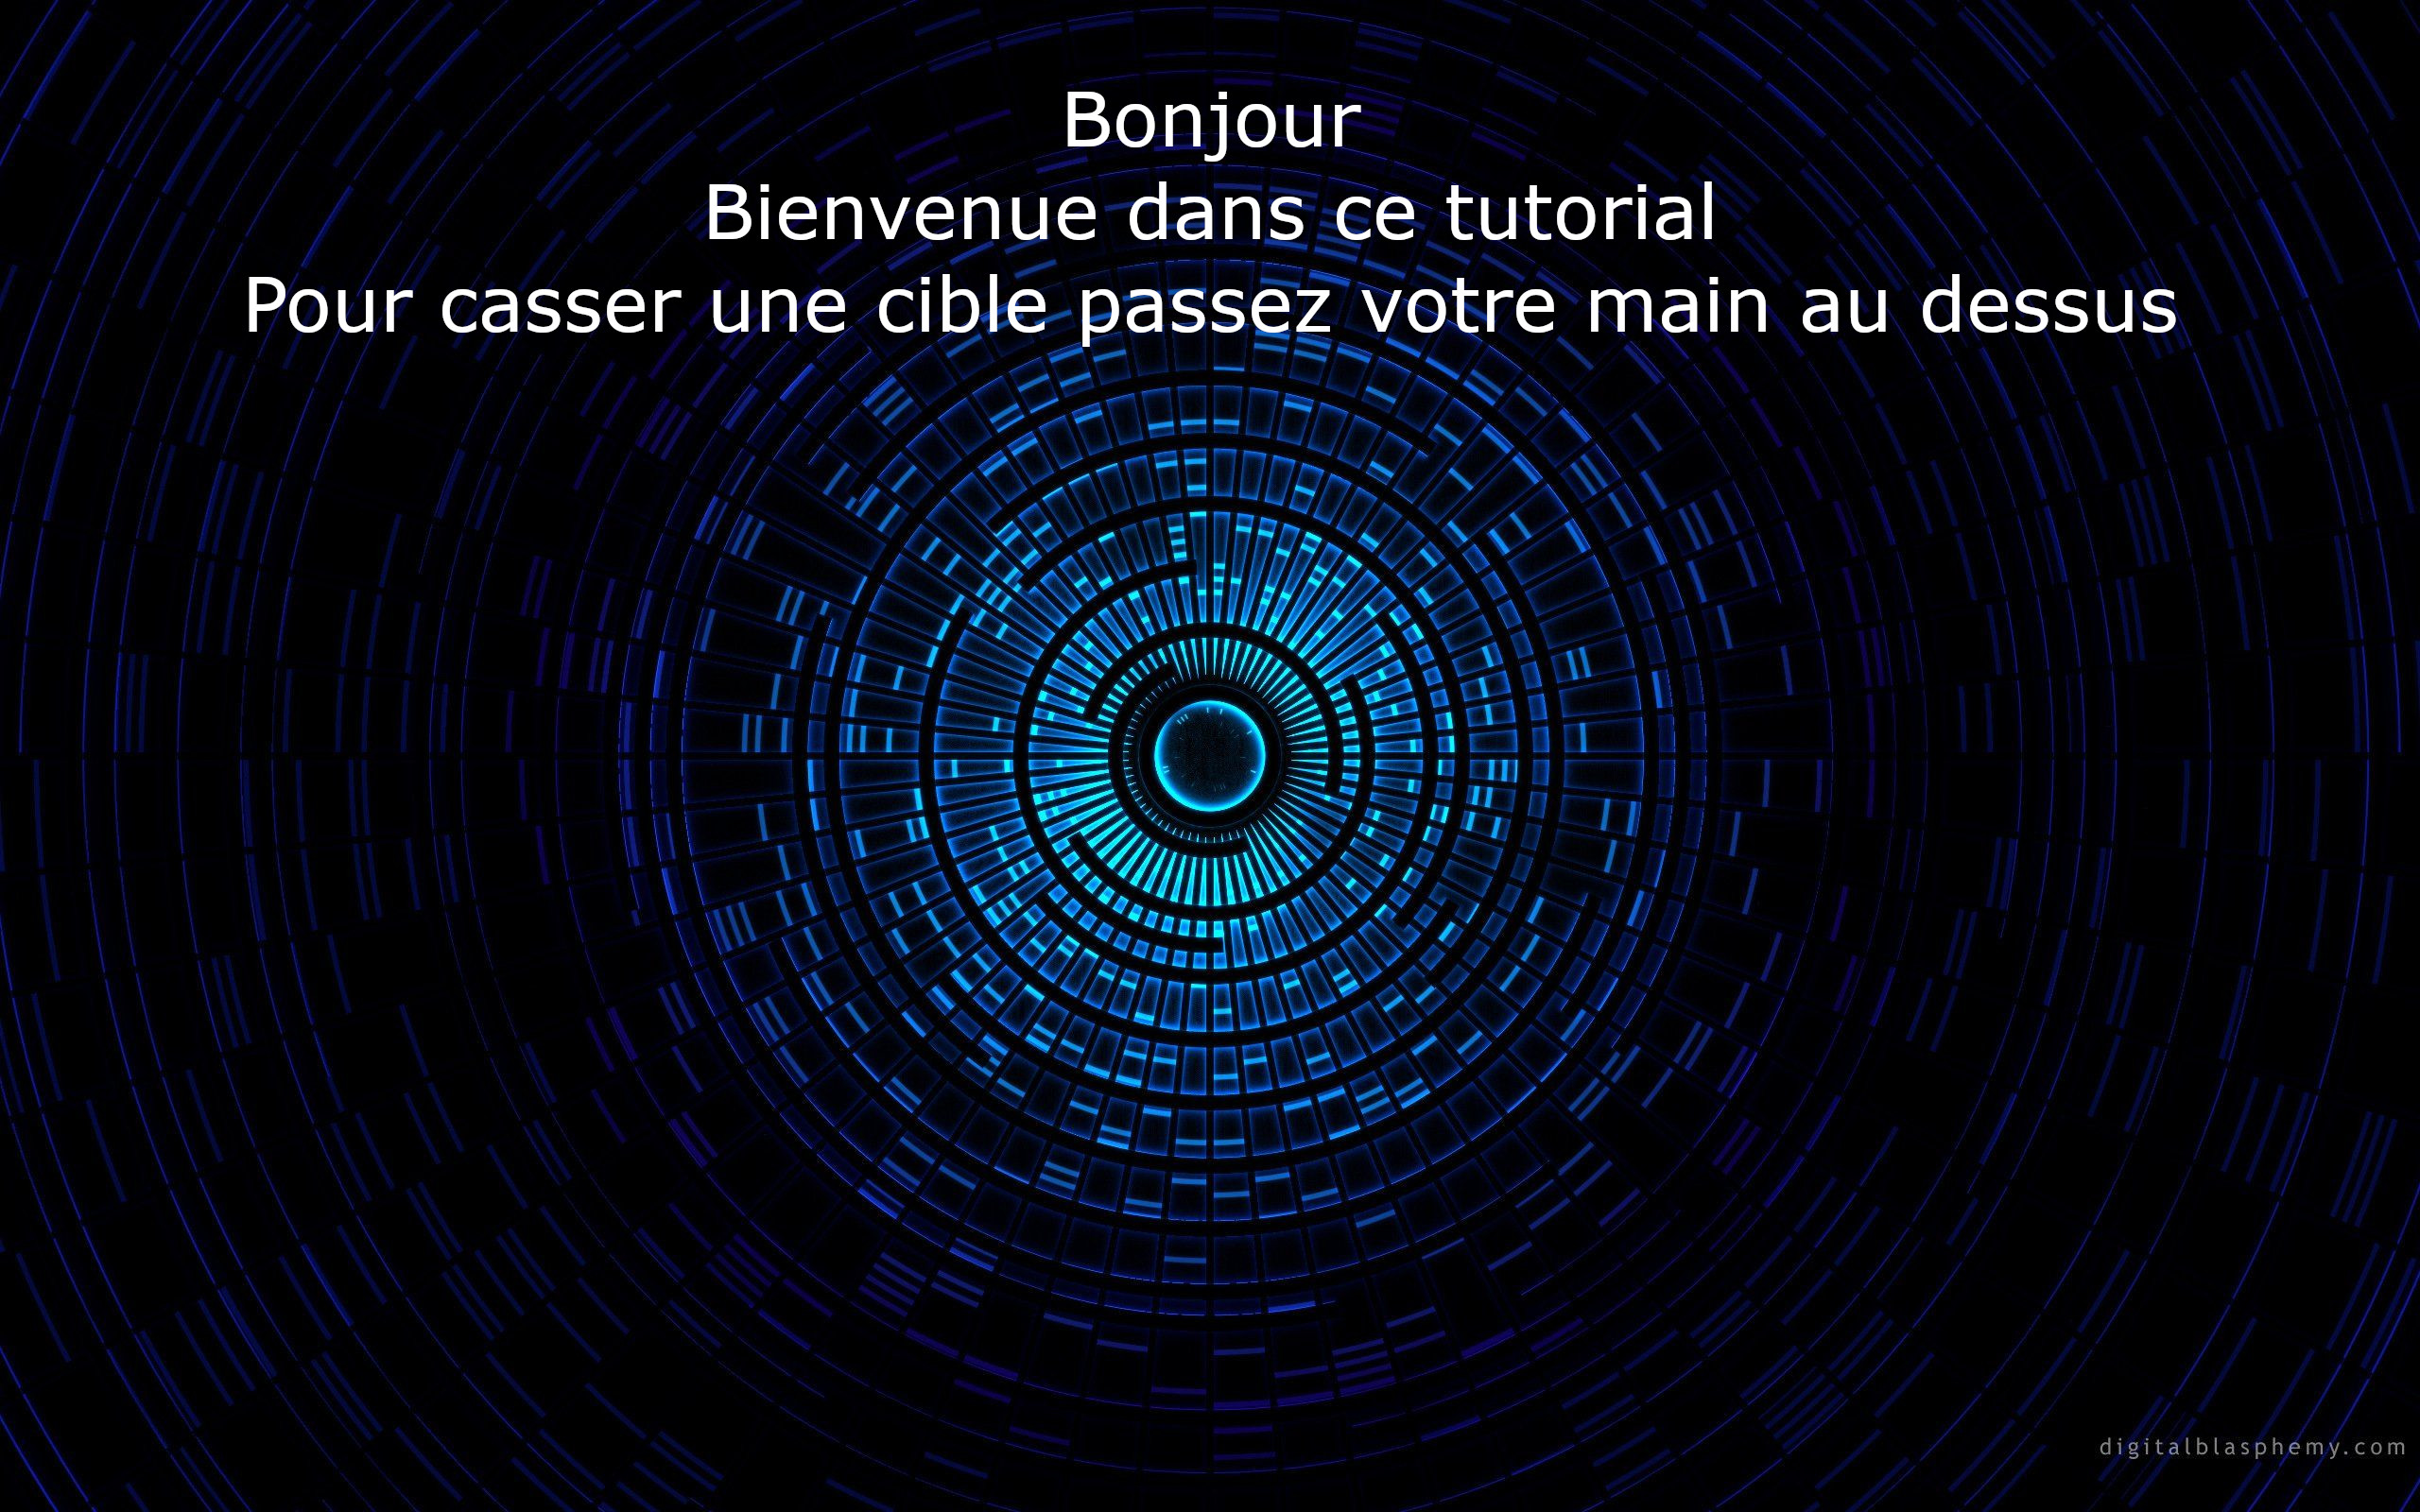 Bonjour
Bienvenue dans ce tutorial
Pour casser une cible passez votre main au dessus
digitalblasphemy.com